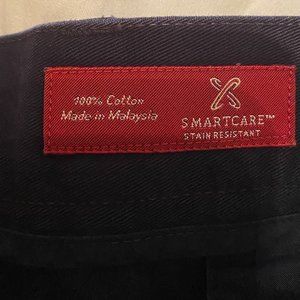 100% Cotton
Made in Malaysia
SMARTCARE™
STAIN RESISTANT